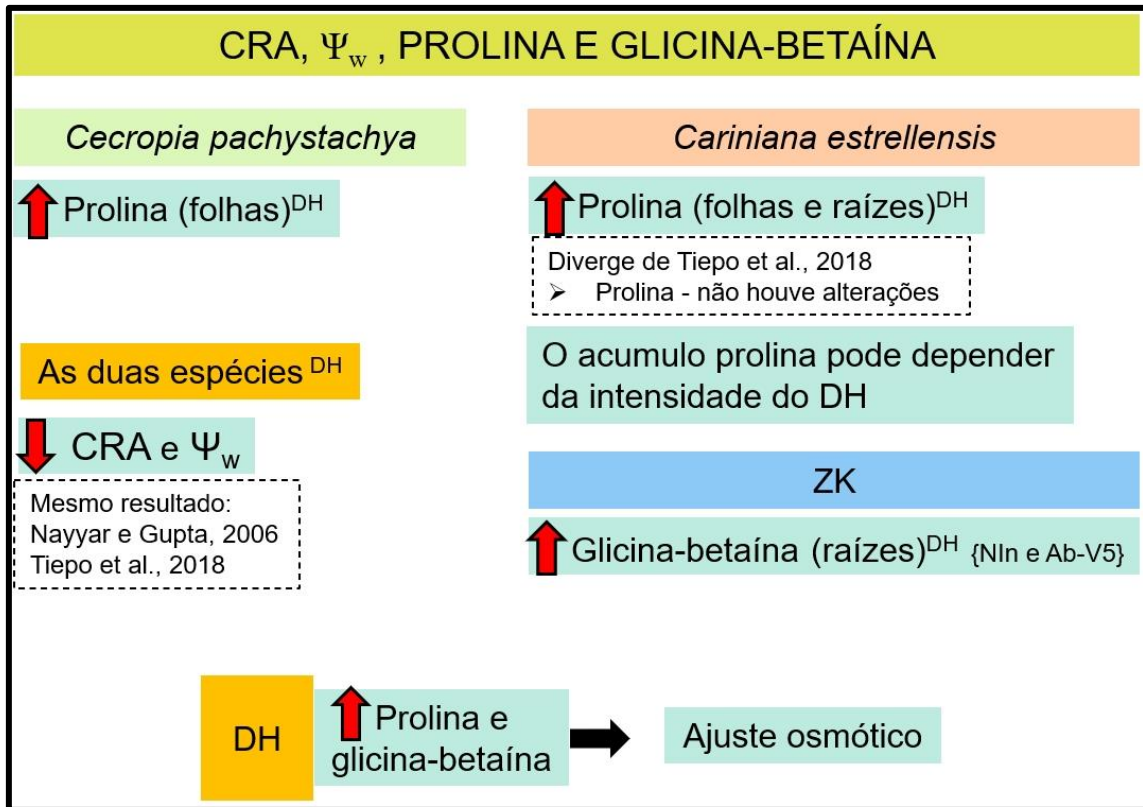 CRA, Ψw , PROLINA E GLICINA-BETAÍNA
Cecropia pachystachya
Prolina (folhas)DH
As duas espécies DH
CRA e Ψw
Mesmo resultado:
Nayyar e Gupta, 2006
Tiepo et al., 2018
Cariniana estrellensis
Prolina (folhas e raízes)DH
Diverge de Tiepo et al., 2018
➢ Prolina - não houve alterações
O acumulo prolina pode depender
da intensidade do DH
ZK
Glicina-betaína (raízes)DH {NIn e Ab-V5}
DH
Prolina e
glicina-betaína
Ajuste osmótico